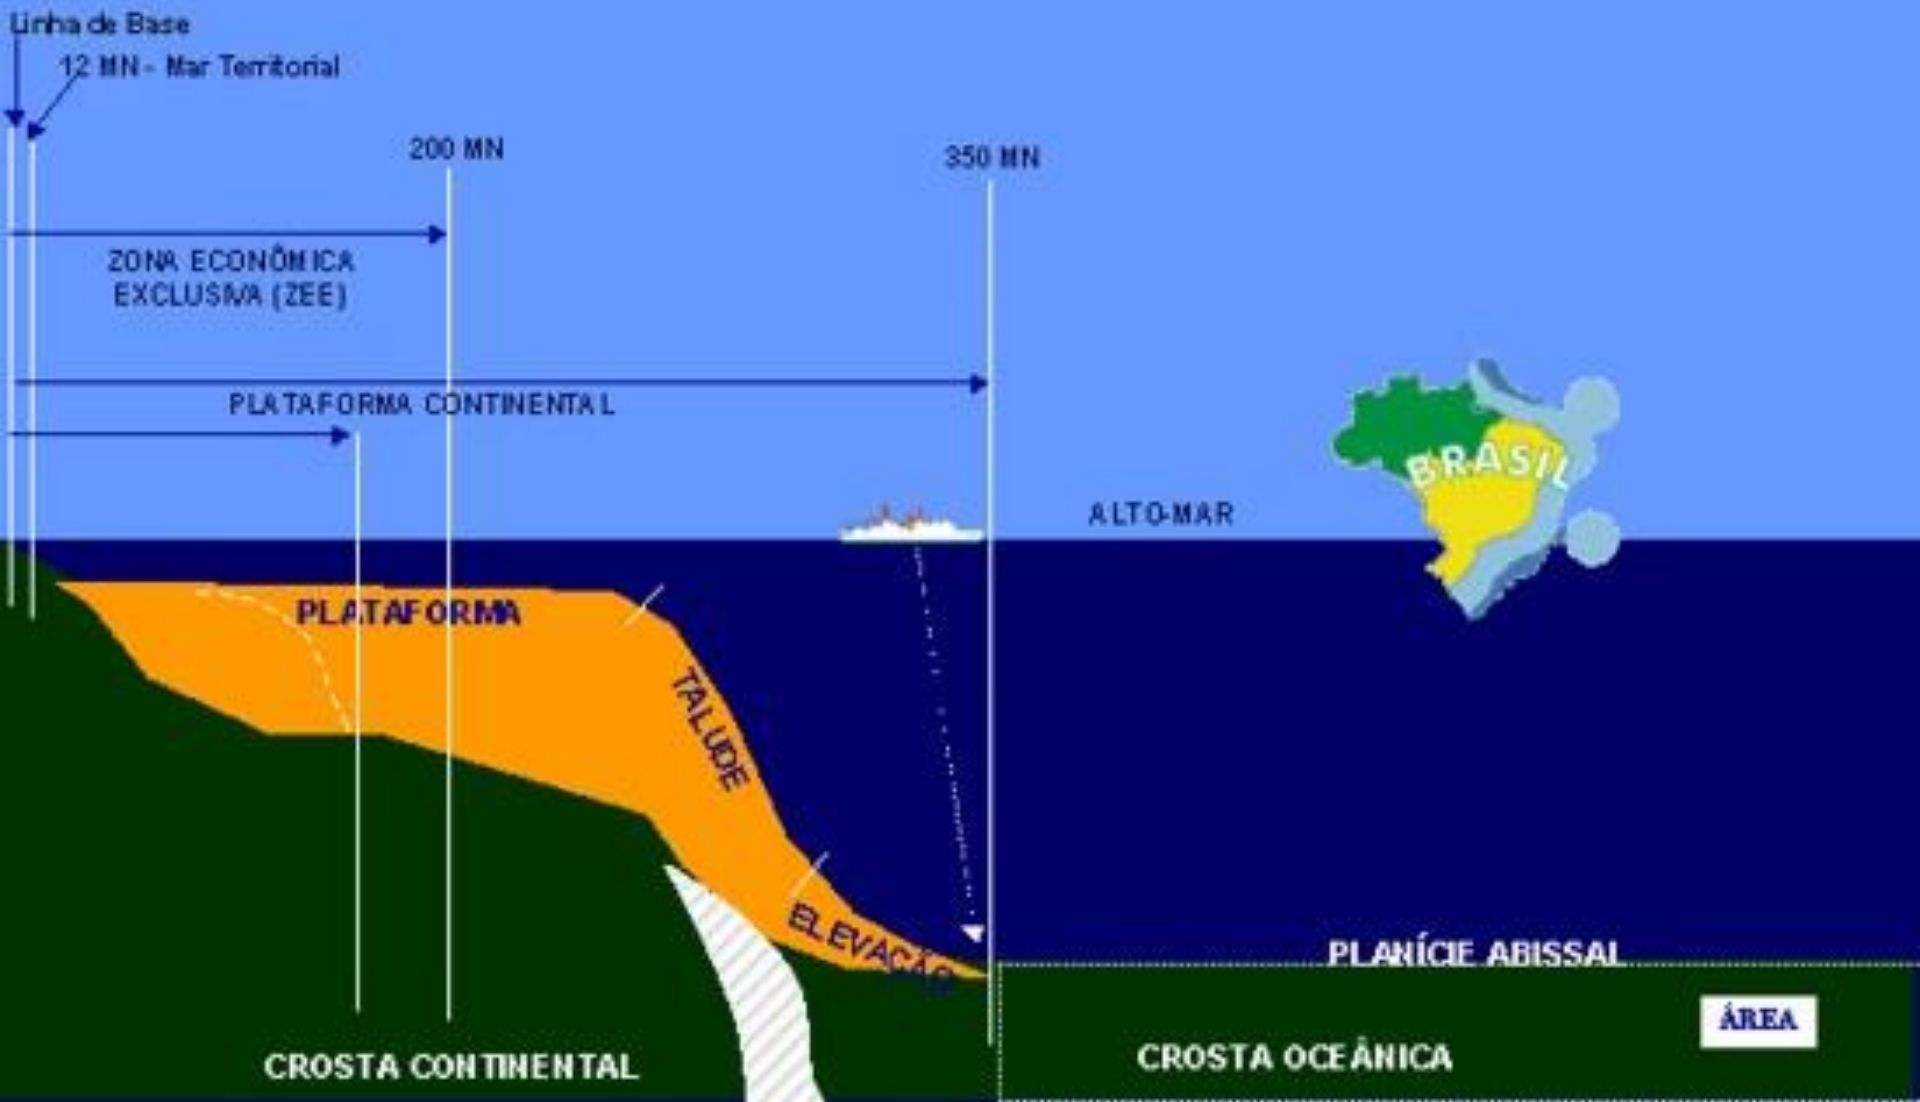 Linha de Base
12 MN - Mar Territorial
200 MN
350 MN
ZONA ECONÔMICA
EXCLUSIVA (ZEE)
PLATAFORMA CONTINENTAL
BRASIL
ALTO-MAR
PLATAFORMA
TALUDE
ELEVAÇÃO
PLANÍCIE ABISSAL
ÁREA
CROSTA CONTINENTAL
CROSTA OCEÂNICA